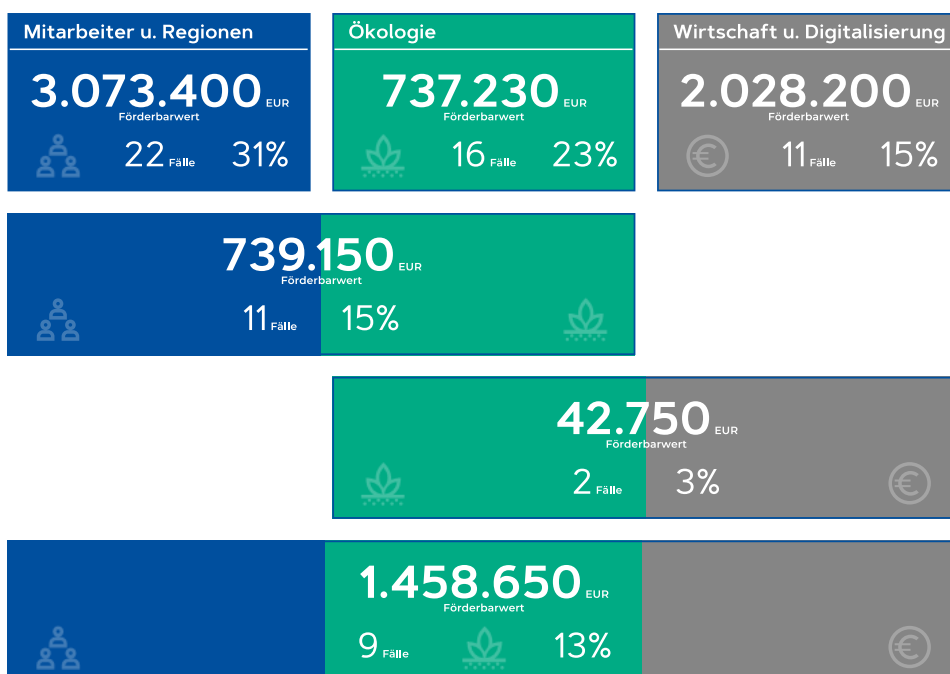 Mitarbeiter u. Regionen
3.073.400 EUR
Förderbarwert
22 Fälle 31%
Ökologie
737.230 EUR
Förderbarwert
16 Fälle 23%
Wirtschaft u. Digitalisierung
2.028.200 EUR
Förderbarwert
11 Fälle 15%
739.150 EUR
Förderbarwert
11 Fälle 15%
42.750 EUR
Förderbarwert
2 Fälle 3%
1.458.650 EUR
Förderbarwert
9 Fälle 13%